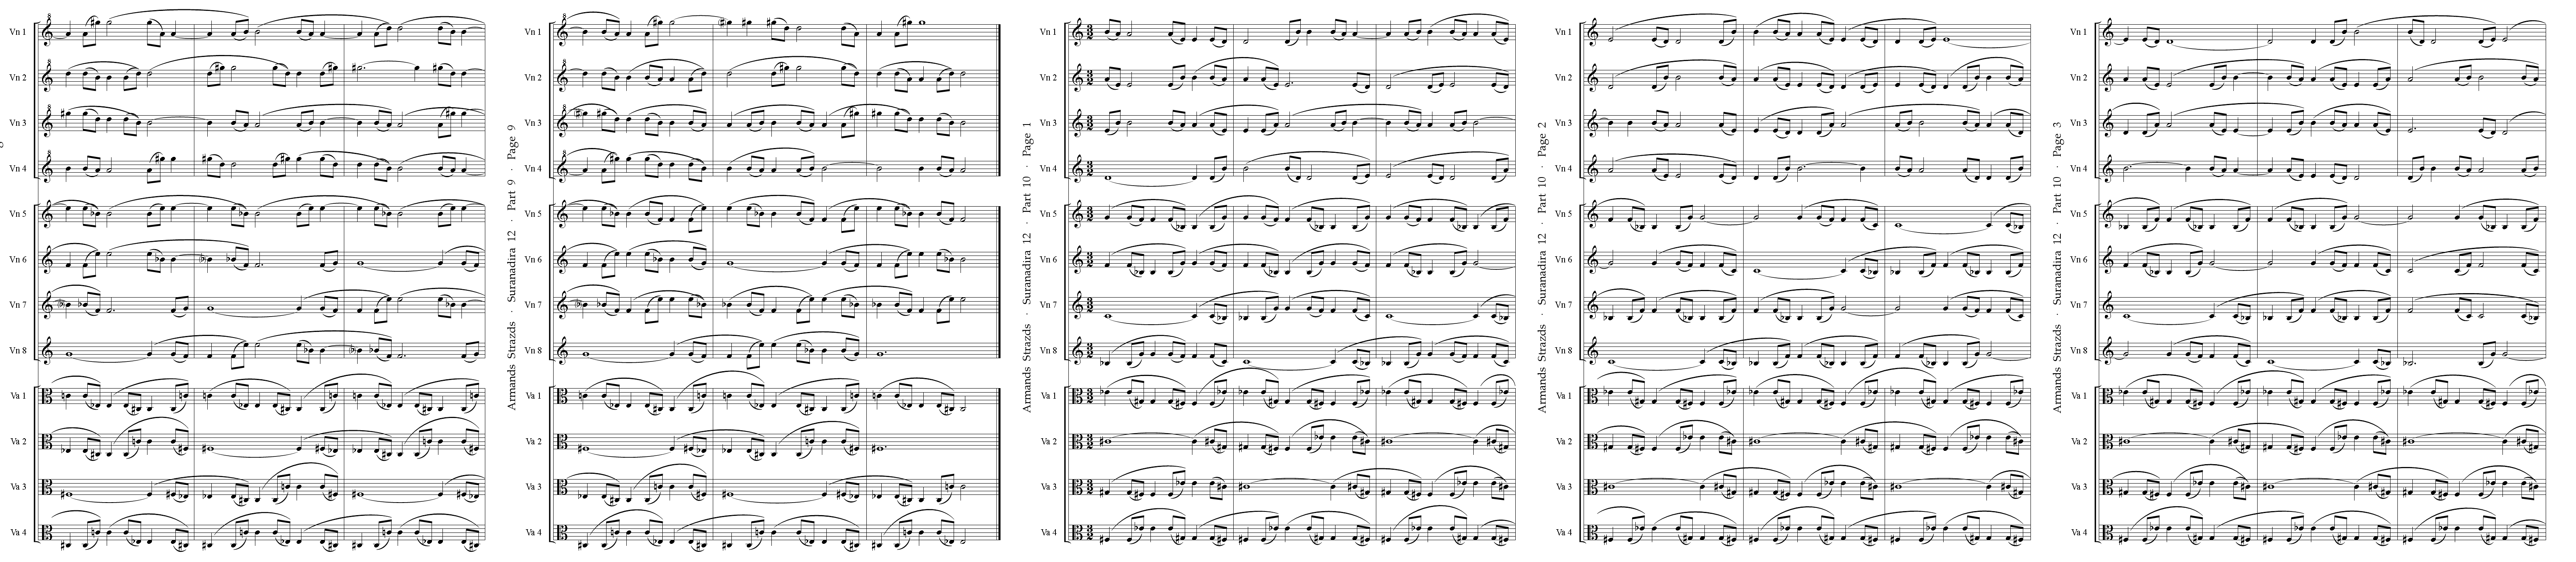 Vn 1
Vn 2
Vn 3
Vn 4
Vn 5
Vn 6
Vn 7
Vn 8
Va 1
Va 2
Va 3
Va 4
Armands Strazds · Suranadira 12 · Part 9 · Page 9
Vn 1
Vn 2
Vn 3
Vn 4
Vn 5
Vn 6
Vn 7
Vn 8
Va 1
Va 2
Va 3
Va 4
Armands Strazds · Suranadira 12 · Part 10 · Page 1
Vn 1
Vn 2
Vn 3
Vn 4
Vn 5
Vn 6
Vn 7
Vn 8
Va 1
Va 2
Va 3
Va 4
Armands Strazds · Suranadira 12 · Part 10 · Page 2
Vn 1
Vn 2
Vn 3
Vn 4
Vn 5
Vn 6
Vn 7
Vn 8
Va 1
Va 2
Va 3
Va 4
Armands Strazds · Suranadira 12 · Part 10 · Page 3
Vn 1
Vn 2
Vn 3
Vn 4
Vn 5
Vn 6
Vn 7
Vn 8
Va 1
Va 2
Va 3
Va 4